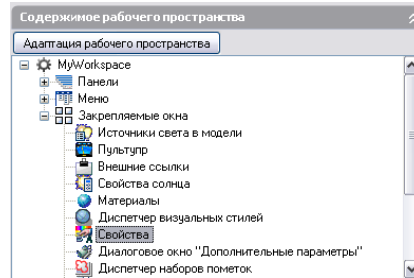 Содержимое рабочего пространства
Адаптация рабочего пространства
MyWorkspace
Панели
Меню
Закрепляемые окна
Источники света в модели
Пультупр
Внешние ссылки
Свойства солнца
Материалы
Диспетчер визуальных стилей
Свойства
Диалоговое окно "Дополнительные параметры"
Диспетчер наборов пометок